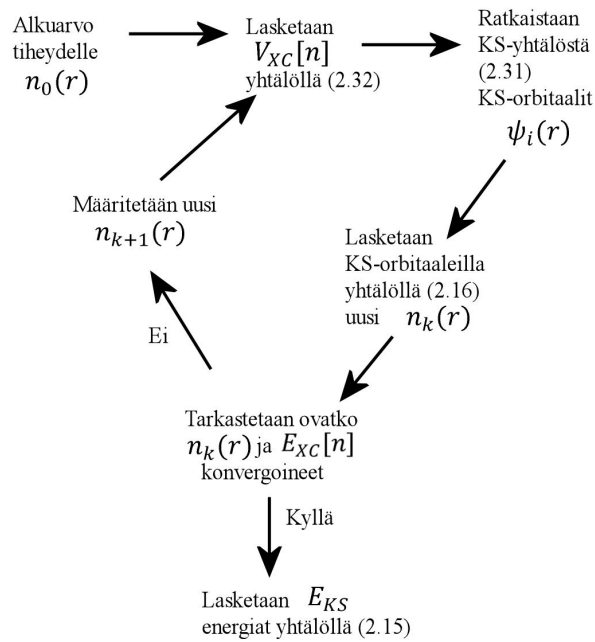 Alkuarvo
tiheydelle
n₀(r)
Lasketaan
V_XC[n]
yhtälöllä (2.32)
Ratkaistaan
KS-yhtälöstä
(2.31)
KS-orbitaalit
ψᵢ(r)
Määritetään uusi
n_{k+1}(r)
Lasketaan
KS-orbitaaleilla
yhtälöllä (2.16)
uusi n_k(r)
Ei
Tarkastetaan ovatko
n_k(r) ja E_XC[n]
konvergoineet
Kyllä
Lasketaan E_KS
energiat yhtälöllä (2.15)